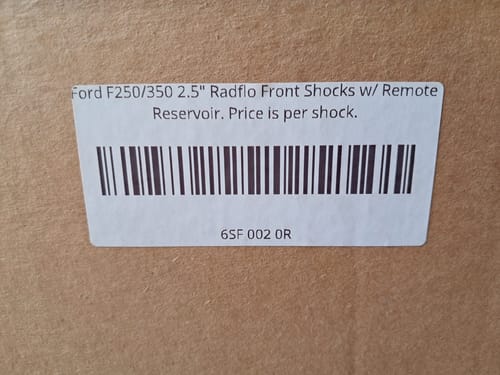 Ford F250/350 2.5" Radflo Front Shocks w/ Remote
Reservoir. Price is per shock.
6SF 002 0R